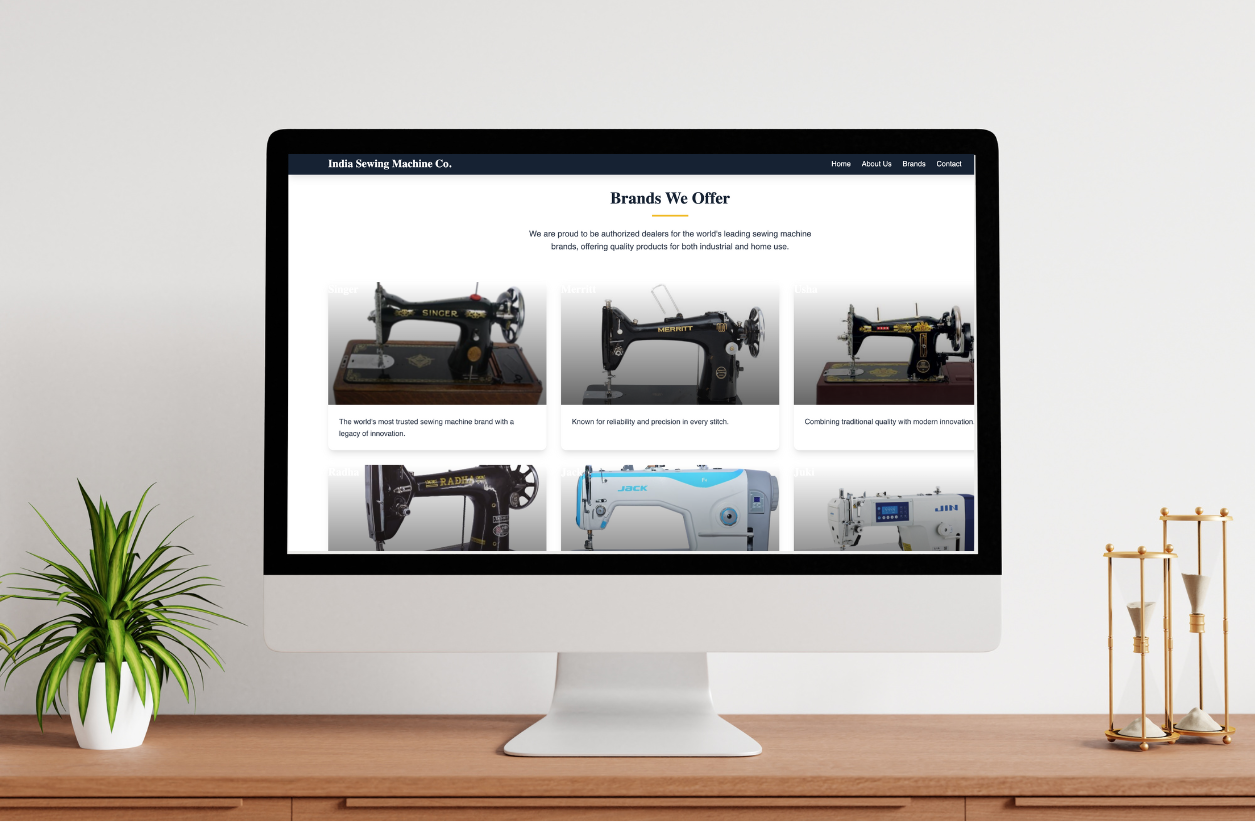 India Sewing Machine Co.
Home About Us Brands Contact
Brands We Offer
We are proud to be authorized dealers for the world's leading sewing machine
brands, offering quality products for both industrial and home use.
Singer
Merritt
Usha
SINGER
MERRITT
The world's most trusted sewing machine brand with a
legacy of innovation.
Known for reliability and precision in every stitch.
Combining traditional quality with modern innovation
Radha
RADHA
JACK
JIN